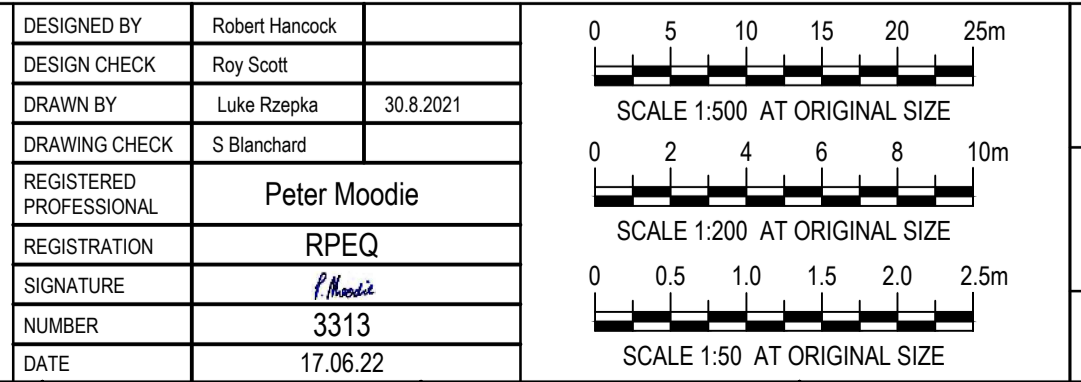 DESIGNED BY Robert Hancock
DESIGN CHECK Roy Scott
DRAWN BY Luke Rzepka 30.8.2021
DRAWING CHECK S Blanchard
REGISTERED
PROFESSIONAL
Peter Moodie
REGISTRATION RPEQ
SIGNATURE P. Moodie
NUMBER 3313
DATE 17.06.22
0 5 10 15 20 25m
SCALE 1:500 AT ORIGINAL SIZE
0 2 4 6 8 10m
SCALE 1:200 AT ORIGINAL SIZE
0 0.5 1.0 1.5 2.0 2.5m
SCALE 1:50 AT ORIGINAL SIZE